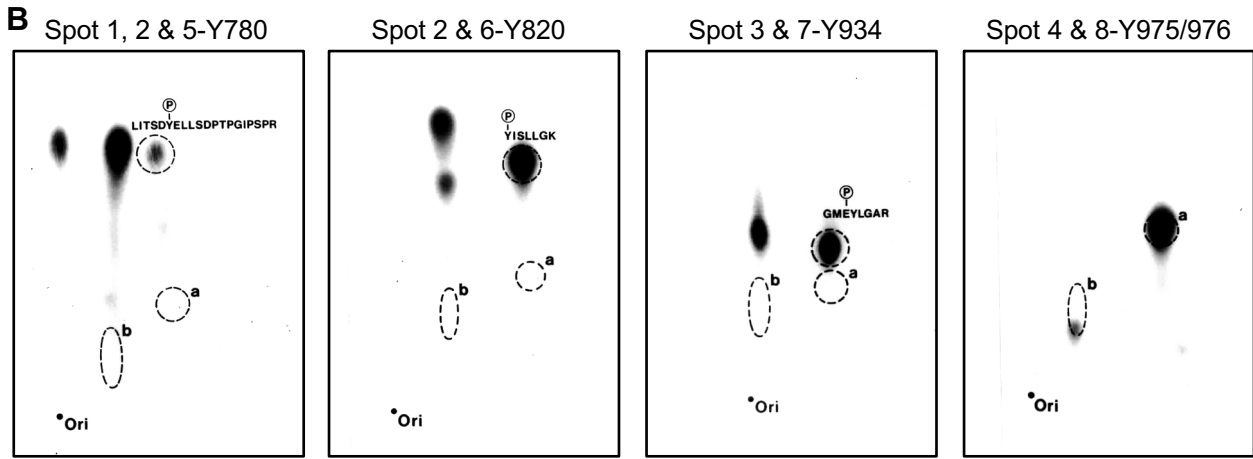 B
Spot 1, 2 & 5-Y780
Spot 2 & 6-Y820
Spot 3 & 7-Y934
Spot 4 & 8-Y975/976
P
LITSDYELLSDPTPGIPSPR
a
b
Ori
P
YISLLGK
a
b
Ori
P
GMEYLGAR
a
b
Ori
a
b
Ori